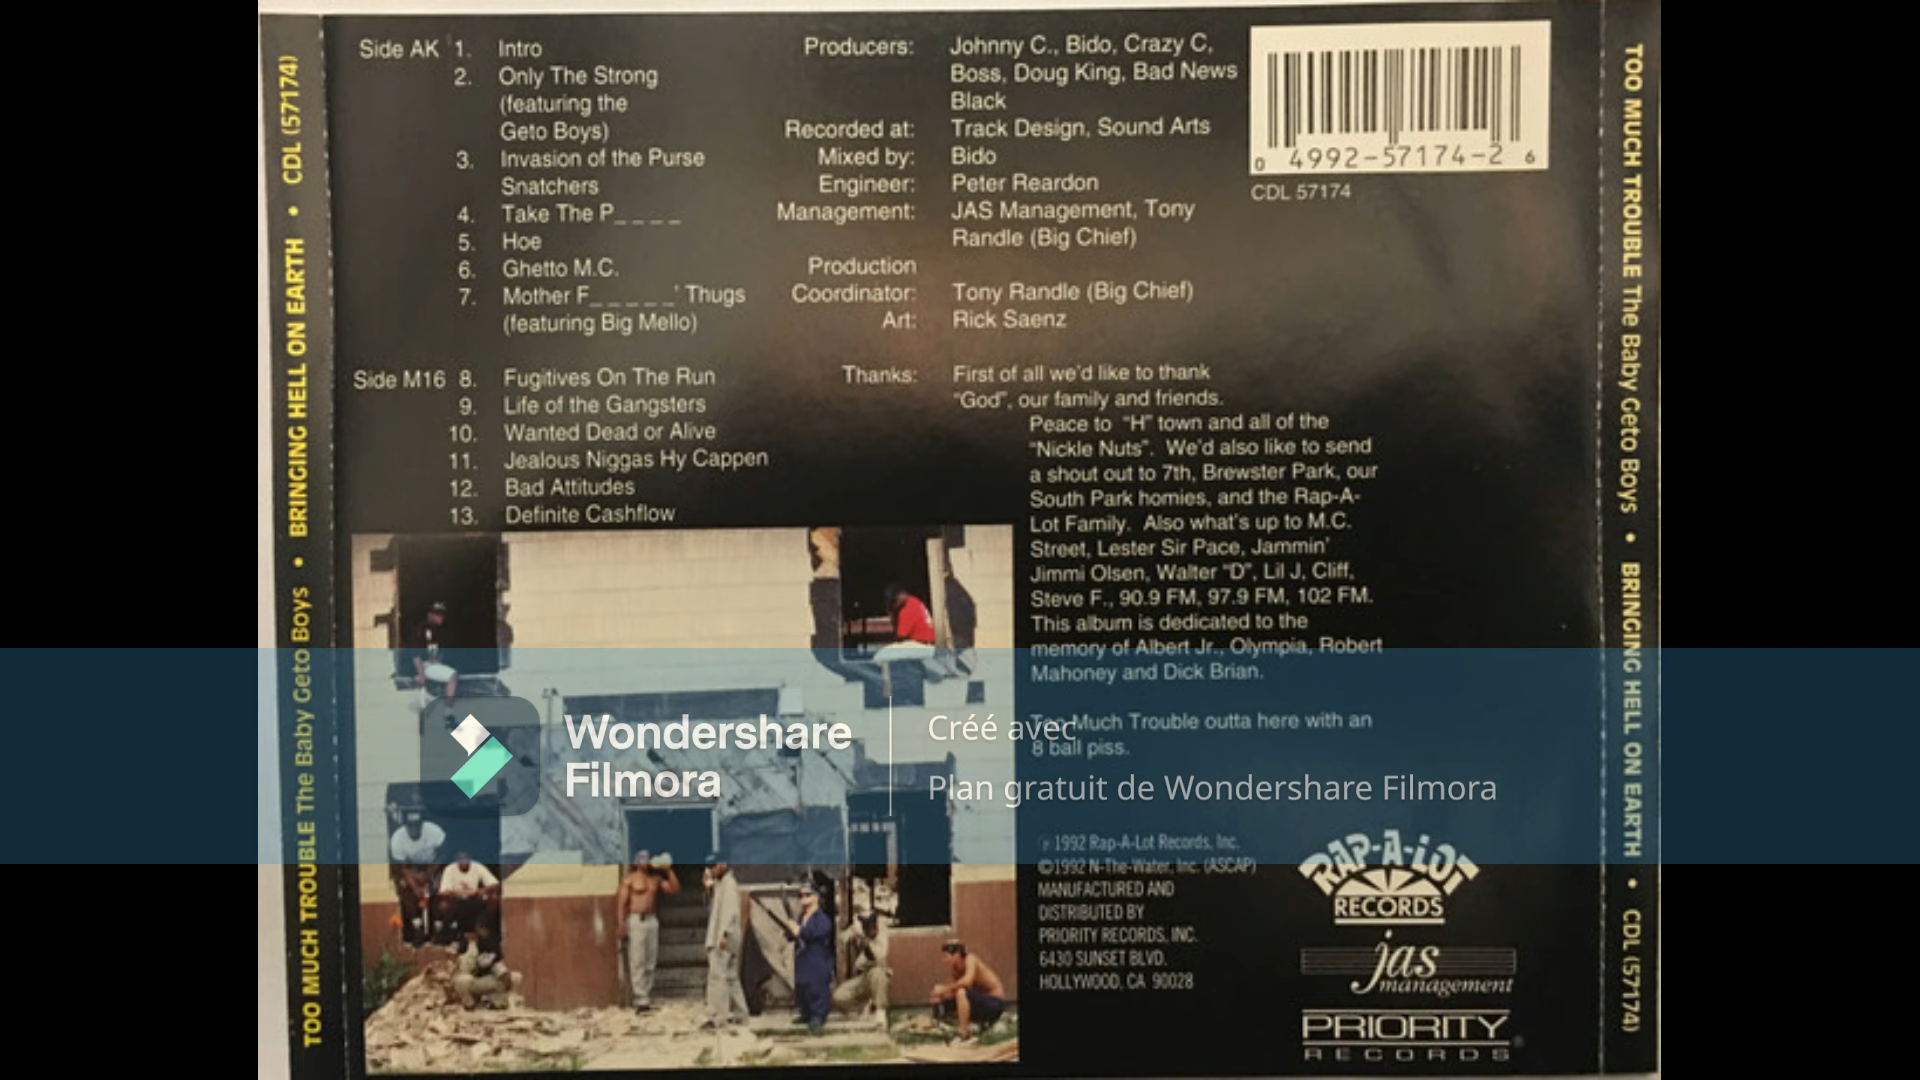 TOO MUCH TROUBLE The Baby Geto Boys • BRINGING HELL ON EARTH • CDL (57174)
Side AK 1. Intro
2. Only The Strong
(featuring the
Geto Boys)
3. Invasion of the Purse
Snatchers
4. Take The P_ _ _ _
5. Hoe
6. Ghetto M.C.
7. Mother F_ _ _ _ _' Thugs
(featuring Big Mello)
Side M16 8. Fugitives On The Run
9. Life of the Gangsters
10. Wanted Dead or Alive
11. Jealous Niggas Hy Cappen
12. Bad Attitudes
13. Definite Cashflow
Producers: Johnny C., Bido, Crazy C,
Boss, Doug King, Bad News
Black
Recorded at: Track Design, Sound Arts
Mixed by: Bido
Engineer: Peter Reardon
Management: JAS Management, Tony
Randle (Big Chief)
Production
Coordinator: Tony Randle (Big Chief)
Art: Rick Saenz
Thanks: First of all we'd like to thank
"God", our family and friends.
Peace to "H" town and all of the
"Nickle Nuts". We'd also like to send
a shout out to 7th, Brewster Park, our
South Park homies, and the Rap-A-
Lot Family. Also what's up to M.C.
Street, Lester Sir Pace, Jammin'
Jimmi Olsen, Walter "D", Lil J, Cliff,
Steve F., 90.9 FM, 97.9 FM, 102 FM.
This album is dedicated to the
memory of Albert Jr., Olympia, Robert
Mahoney and Dick Brian.
Too Much Trouble outta here with an
8 ball piss.
0 4992-57174-2 6
CDL 57174
Wondershare
Filmora
Créé avec
Plan gratuit de Wondershare Filmora
℗ 1992 Rap-A-Lot Records, Inc.
©1992 N-The-Water, Inc. (ASCAP)
MANUFACTURED AND
DISTRIBUTED BY
PRIORITY RECORDS, INC.
6430 SUNSET BLVD.
HOLLYWOOD, CA 90028
RAP-A-LOT
RECORDS
jas
management
PRIORITY
RECORDS
TOO MUCH TROUBLE The Baby Geto Boys • BRINGING HELL ON EARTH • CDL (57174)